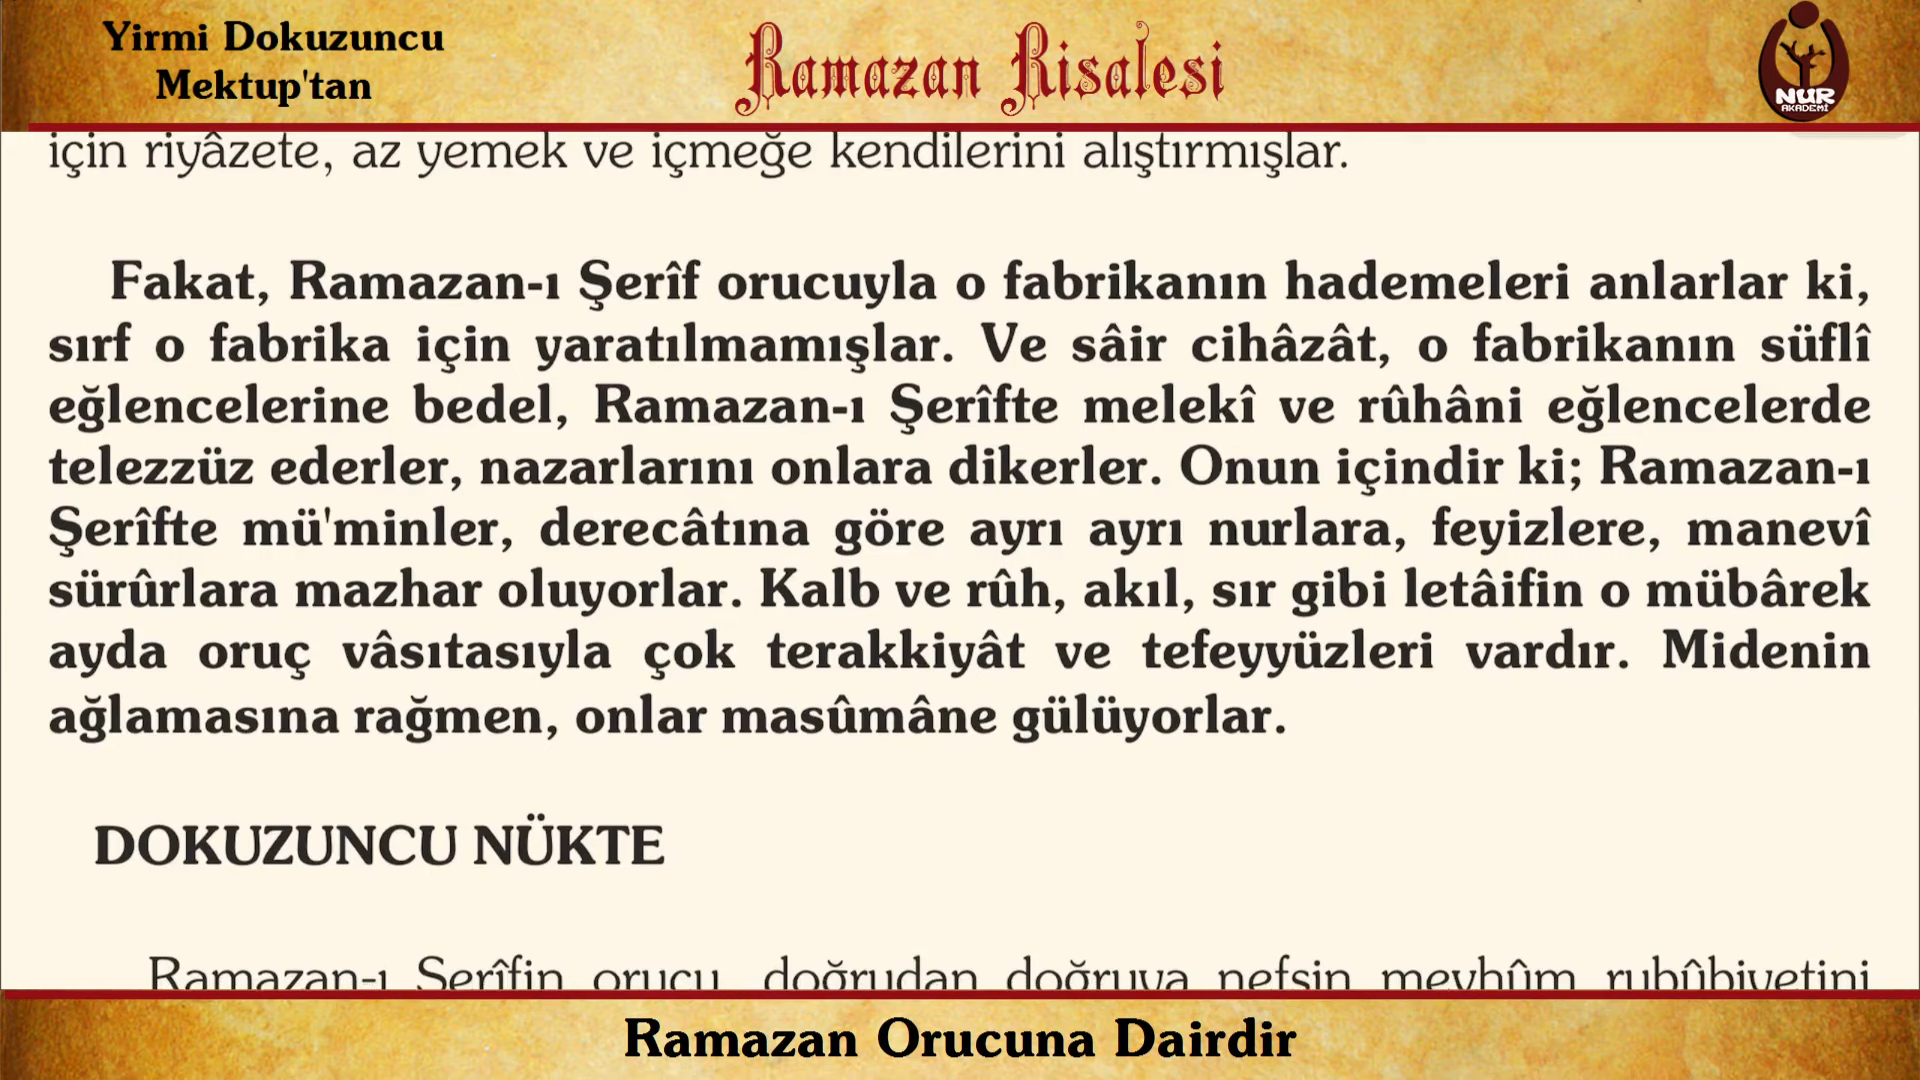 Yirmi Dokuzuncu
Mektup'tan
Ramazan Risalesi
NUR
AKADEMİ
için riyâzete, az yemek ve içmeğe kendilerini alıştırmışlar.
Fakat, Ramazan-ı Şerîf orucuyla o fabrikanın hademeleri anlarlar ki,
sırf o fabrika için yaratılmamışlar. Ve sâir cihâzât, o fabrikanın süflî
eğlencelerine bedel, Ramazan-ı Şerîfte melekî ve rûhâni eğlencelerde
telezzüz ederler, nazarlarını onlara dikerler. Onun içindir ki; Ramazan-ı
Şerîfte mü'minler, derecâtına göre ayrı ayrı nurlara, feyizlere, manevî
sürûrlara mazhar oluyorlar. Kalb ve rûh, akıl, sır gibi letâifin o mübârek
ayda oruç vâsıtasıyla çok terakkiyât ve tefeyyüzleri vardır. Midenin
ağlamasına rağmen, onlar masûmâne gülüyorlar.
DOKUZUNCU NÜKTE
Ramazan-ı Şerîfin orucu, doğrudan doğruya nefsin mevhûm rubûbiyetini
Ramazan Orucuna Dairdir